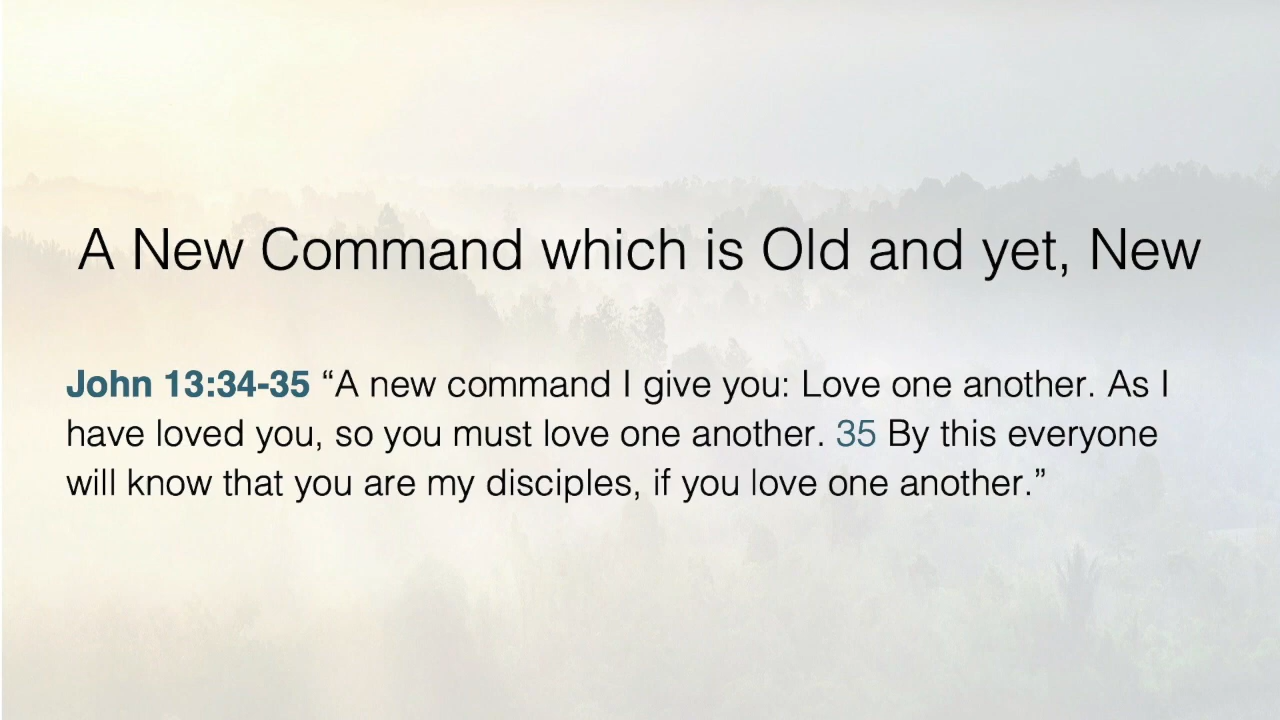 A New Command which is Old and yet, New
John 13:34-35 “A new command I give you: Love one another. As I
have loved you, so you must love one another. 35 By this everyone
will know that you are my disciples, if you love one another.”